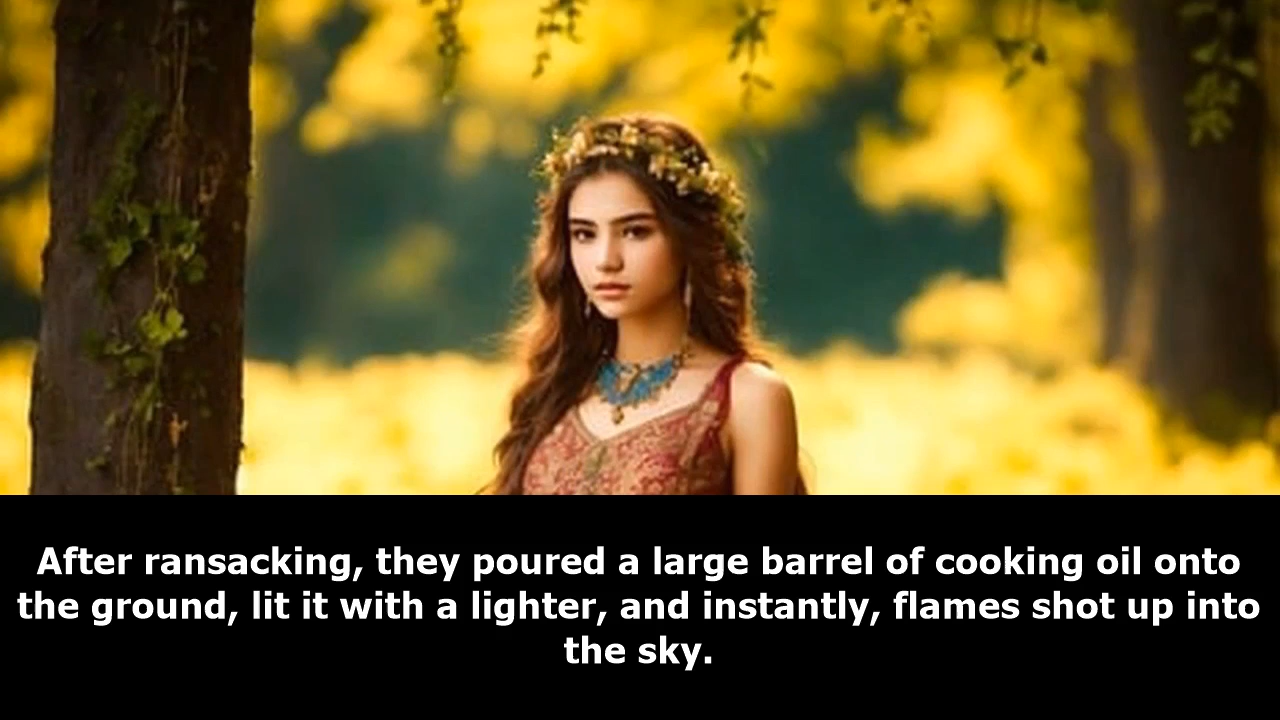 After ransacking, they poured a large barrel of cooking oil onto
the ground, lit it with a lighter, and instantly, flames shot up into
the sky.